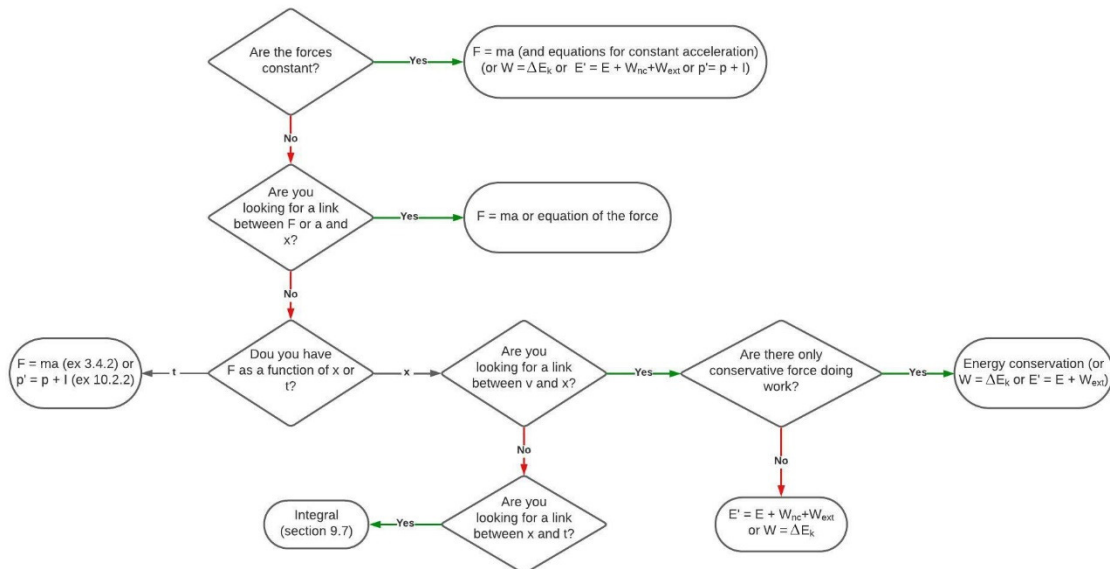 Are the forces
constant?
Yes
F = ma (and equations for constant acceleration)
(or W = ΔEₖ or E' = E + Wnc+Wext or p'= p + I)
No
Are you
looking for a link
between F or a and
x?
Yes
F = ma or equation of the force
No
F = ma (ex 3.4.2) or
p' = p + I (ex 10.2.2)
t
Dou you have
F as a function of x or
t?
x
Are you
looking for a link
between v and x?
Yes
Are there only
conservative force doing
work?
Yes
Energy conservation (or
W = ΔEₖ or E' = E + Wext)
No
No
Integral
(section 9.7)
Yes
Are you
looking for a link
between x and t?
E' = E + Wnc+Wext
or W = ΔEₖ